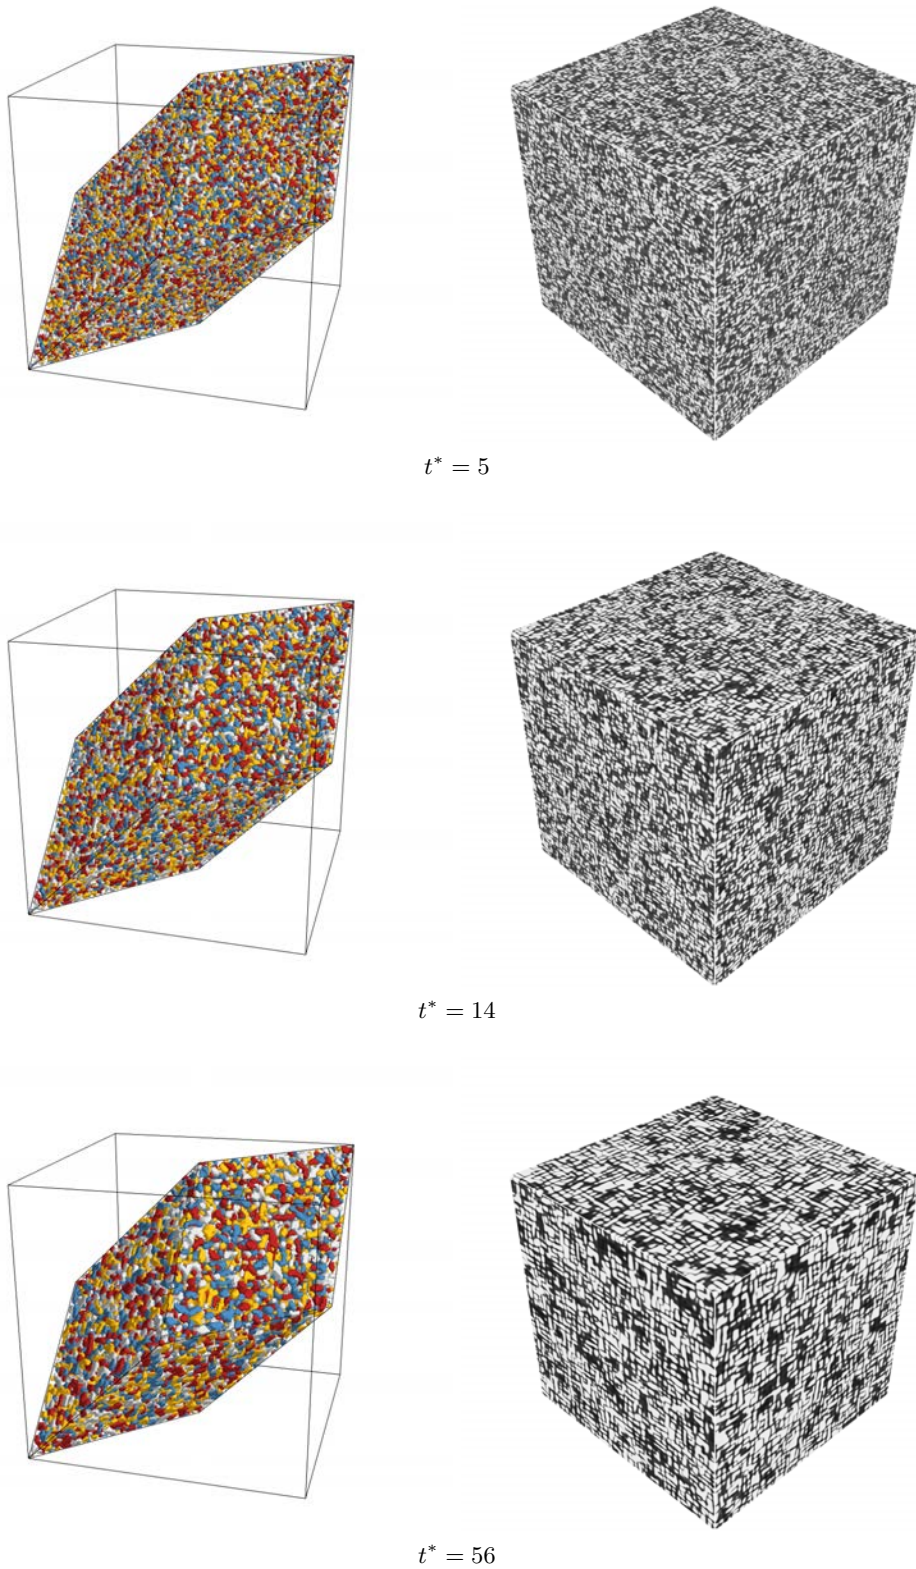 t* = 5
t* = 14
t* = 56